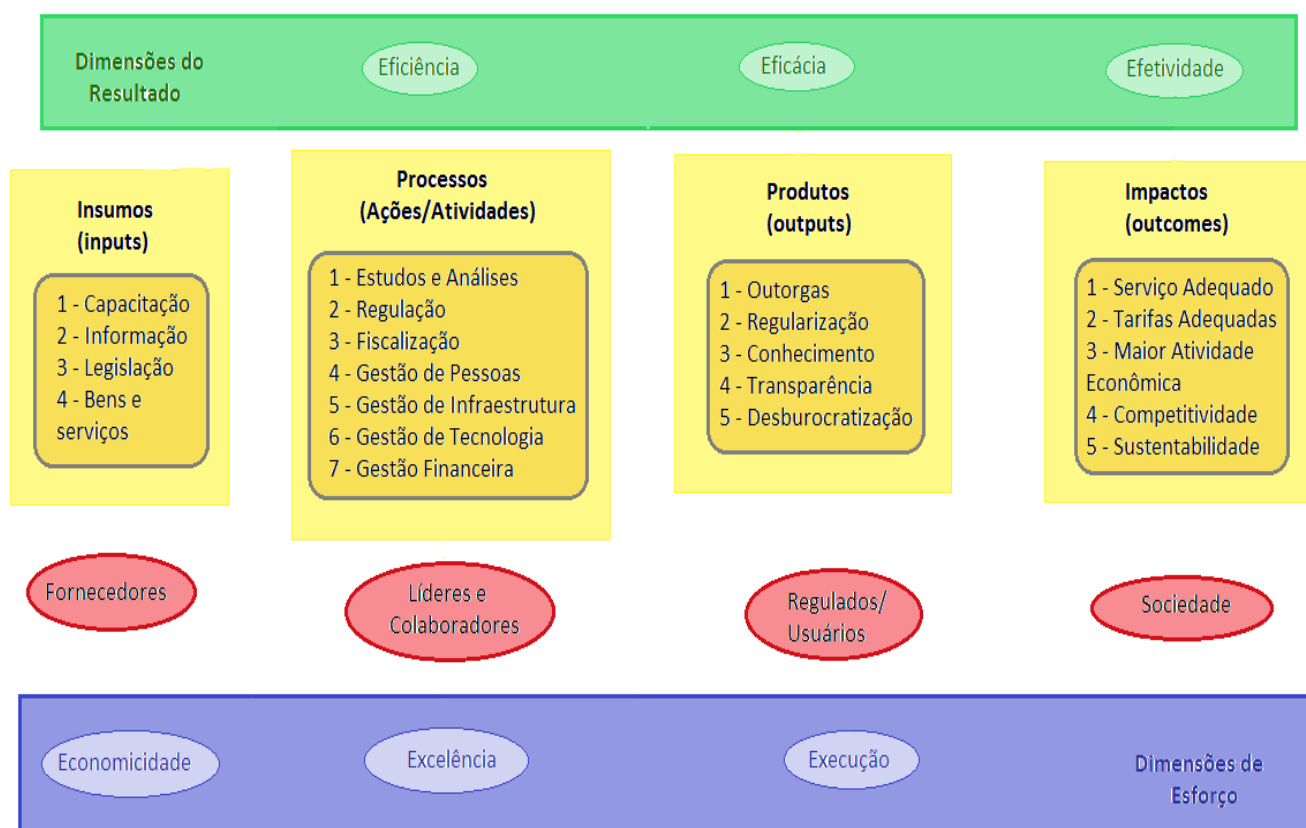 Dimensões do
Resultado
Eficiência
Eficácia
Efetividade
Insumos
(inputs)
1 - Capacitação
2 - Informação
3 - Legislação
4 - Bens e
serviços
Processos
(Ações/Atividades)
1 - Estudos e Análises
2 - Regulação
3 - Fiscalização
4 - Gestão de Pessoas
5 - Gestão de Infraestrutura
6 - Gestão de Tecnologia
7 - Gestão Financeira
Produtos
(outputs)
1 - Outorgas
2 - Regularização
3 - Conhecimento
4 - Transparência
5 - Desburocratização
Impactos
(outcomes)
1 - Serviço Adequado
2 - Tarifas Adequadas
3 - Maior Atividade
Econômica
4 - Competitividade
5 - Sustentabilidade
Fornecedores
Líderes e
Colaboradores
Regulados/
Usuários
Sociedade
Economicidade
Excelência
Execução
Dimensões de
Esforço